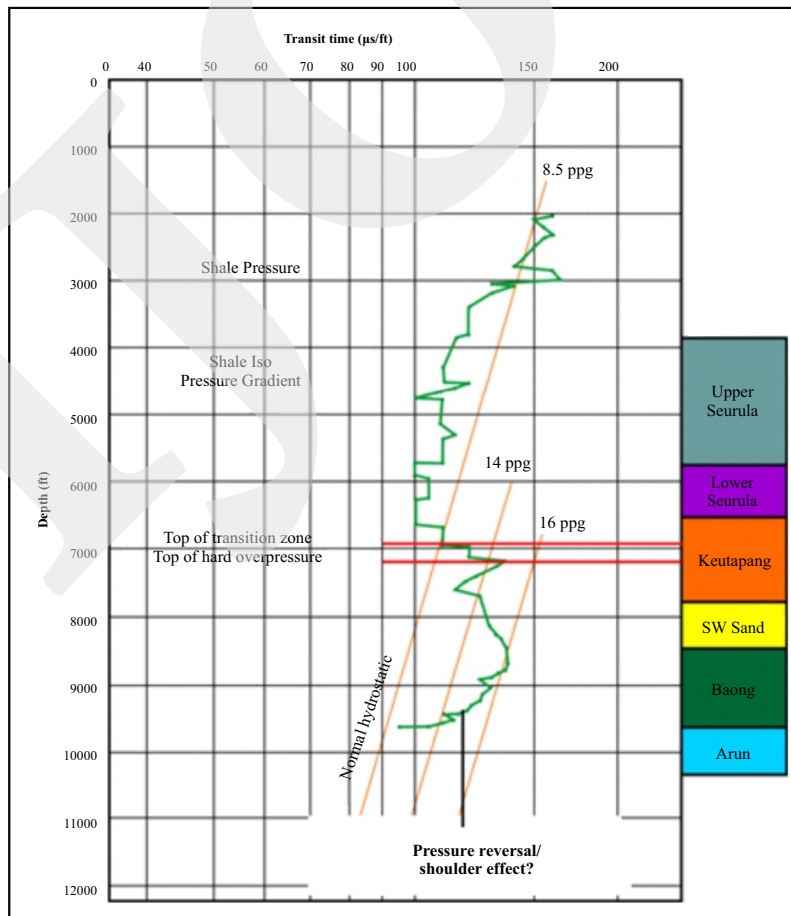 Transit time (µs/ft)
0 40 50 60 70 80 90 100 150 200
0
1000
8.5 ppg
2000
Shale Pressure
3000
4000
Shale Iso
Pressure Gradient
Upper
Seurula
5000
14 ppg
6000
Lower
Seurula
Depth (ft)
16 ppg
Top of transition zone
7000
Top of hard overpressure
Keutapang
8000
SW Sand
9000
Normal hydrostatic
Baong
10000
Arun
11000
Pressure reversal/
shoulder effect?
12000